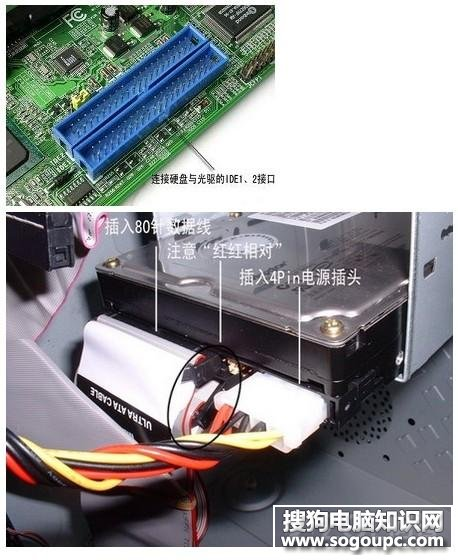 连接硬盘与光驱的IDE1、2接口
插入80针数据线
注意“红红相对”
插入4Pin电源插头
ULTRA ATA CABLE
搜狗电脑知识网
www.sogoupc.com